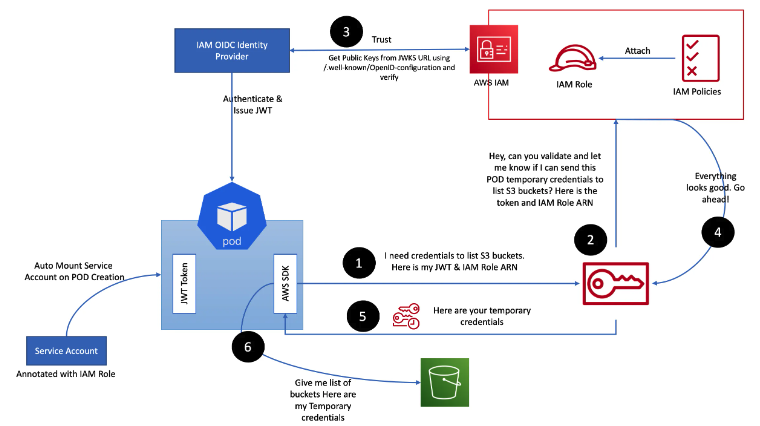 IAM OIDC Identity
Provider
3
Trust
Get Public Keys from JWKS URL using
/.well-known/OpenID-configuration and
verify
AWS IAM
IAM Role
Attach
IAM Policies
Authenticate &
Issue JWT
Hey, can you validate and let
me know if I can send this
POD temporary credentials to
list S3 buckets? Here is the
token and IAM Role ARN
Everything
looks good. Go
ahead!
4
2
pod
JWT Token
AWS SDK
1
I need credentials to list S3 buckets.
Here is my JWT & IAM Role ARN
Auto Mount Service
Account on POD Creation
5
Here are your temporary
credentials
Service Account
Annotated with IAM Role
6
Give me list of
buckets Here are
my Temporary
credentials